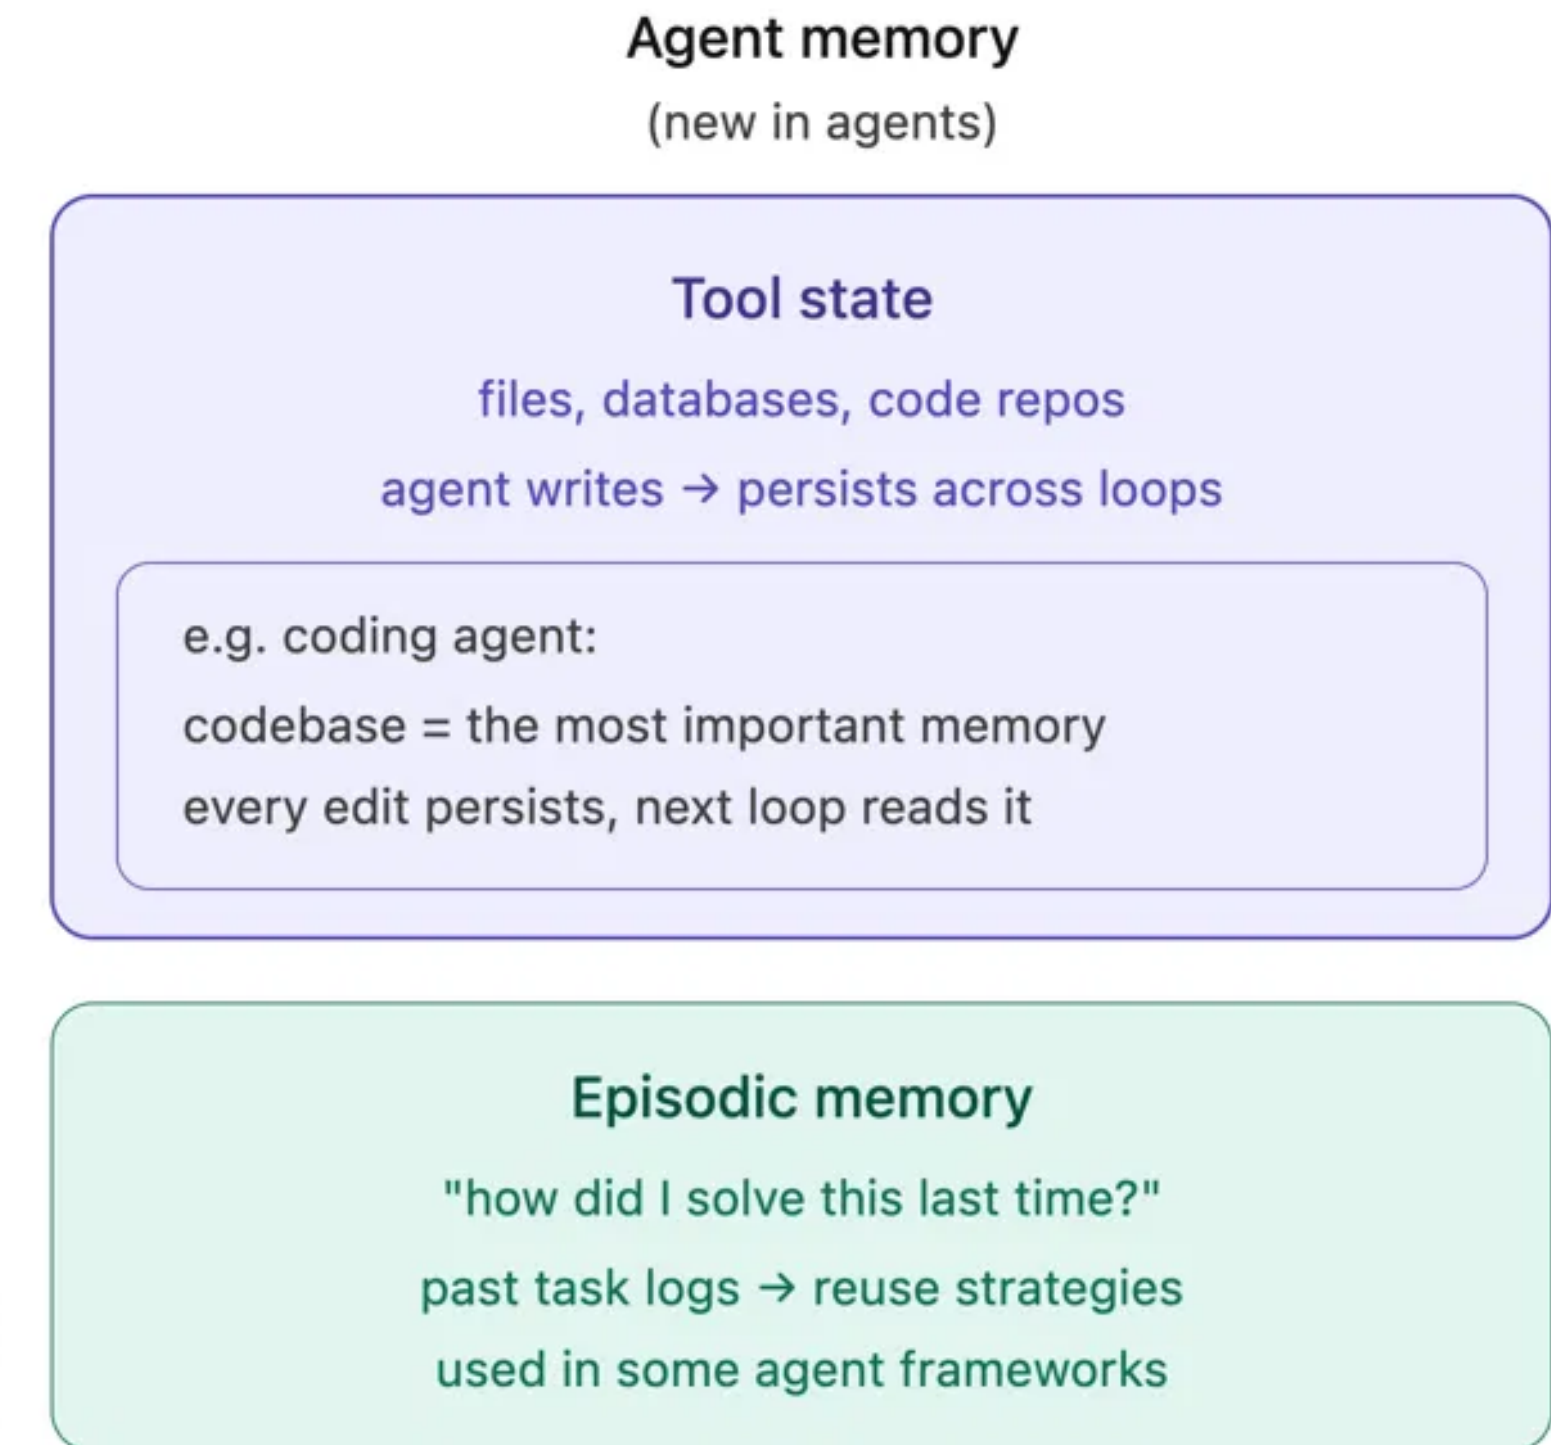 Agent memory
(new in agents)
Tool state
files, databases, code repos
agent writes → persists across loops
e.g. coding agent:
codebase = the most important memory
every edit persists, next loop reads it
Episodic memory
"how did I solve this last time?"
past task logs → reuse strategies
used in some agent frameworks